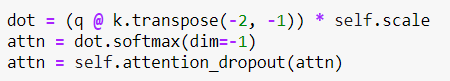 dot = (q @ k.transpose(-2, -1)) * self.scale
attn = dot.softmax(dim=-1)
attn = self.attention_dropout(attn)